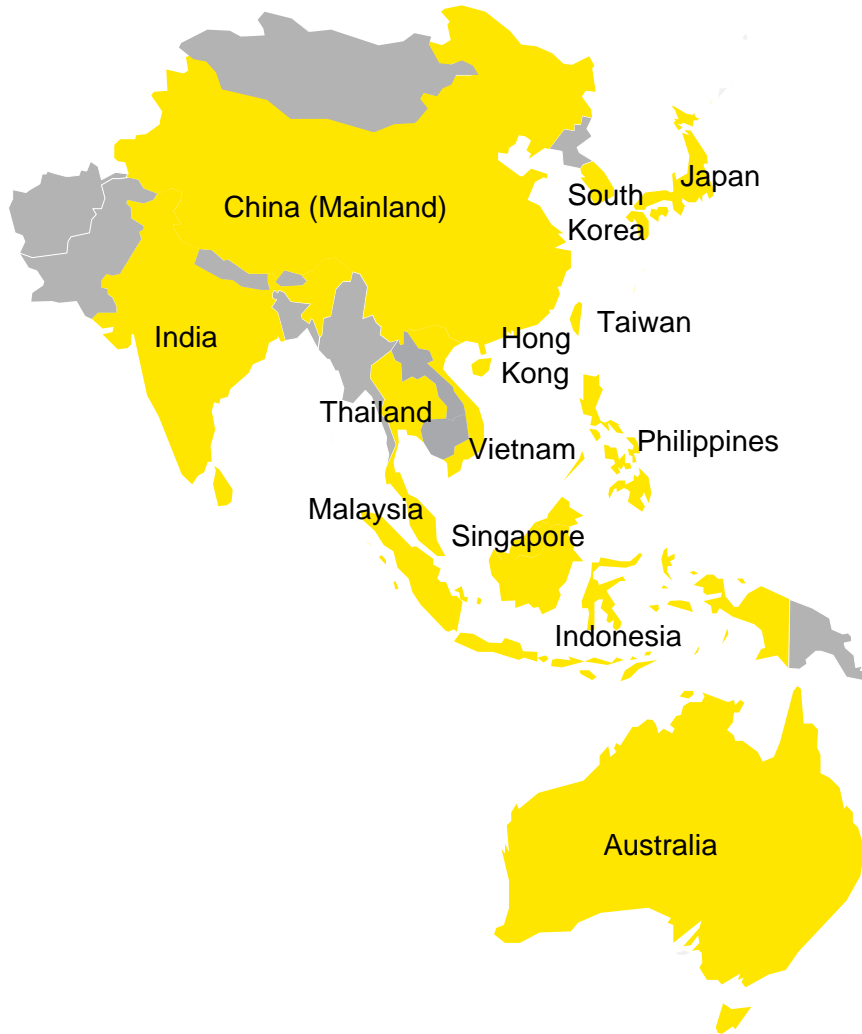 Japan
South
Korea
China (Mainland)
Taiwan
India
Hong
Kong
Thailand
Philippines
Vietnam
Malaysia
Singapore
Indonesia
Australia